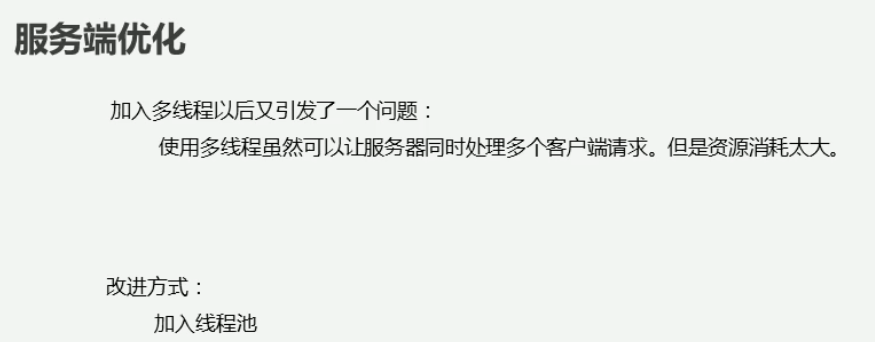 服务端优化
加入多线程以后又引发了一个问题：
使用多线程虽然可以让服务器同时处理多个客户端请求。但是资源消耗太大。
改进方式：
加入线程池